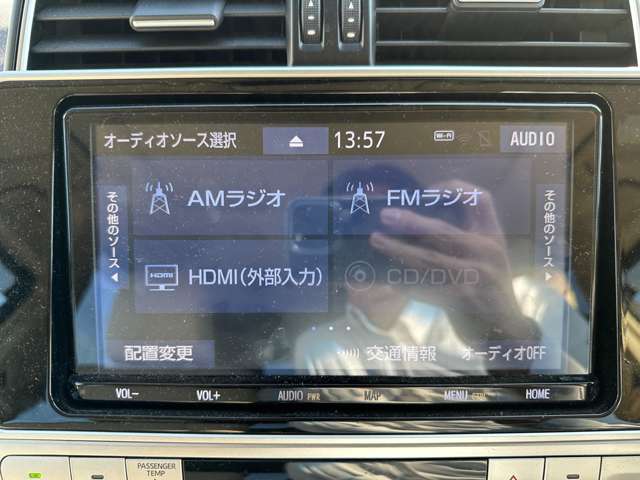 オーディオソース選択 13:57 Wi-Fi AUDIO
その他のソース
AMラジオ FMラジオ
その他のソース
HDMI HDMI(外部入力) CD/DVD
配置変更 交通情報 オーディオOFF
VOL- VOL+ AUDIO PWR MAP MENU HOME
PASSENGER
TEMP